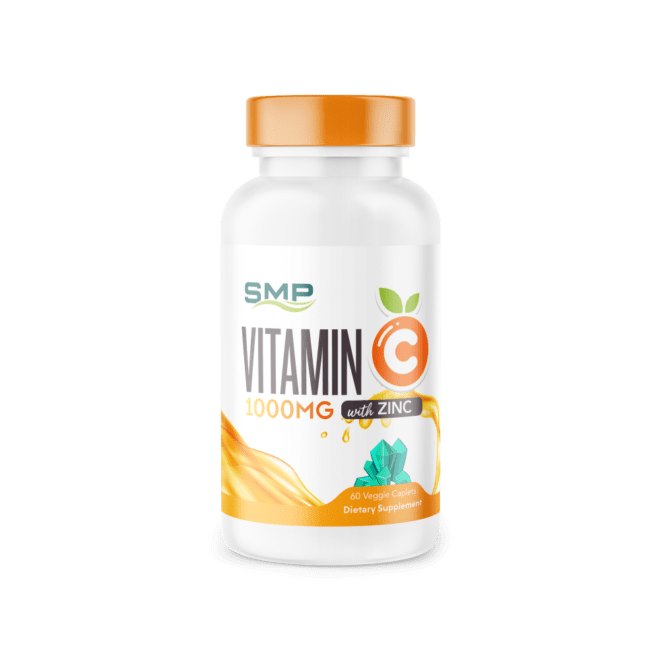 SMP
VITAMIN C
1000MG with ZINC
60 Veggie Caplets
Dietary Supplement